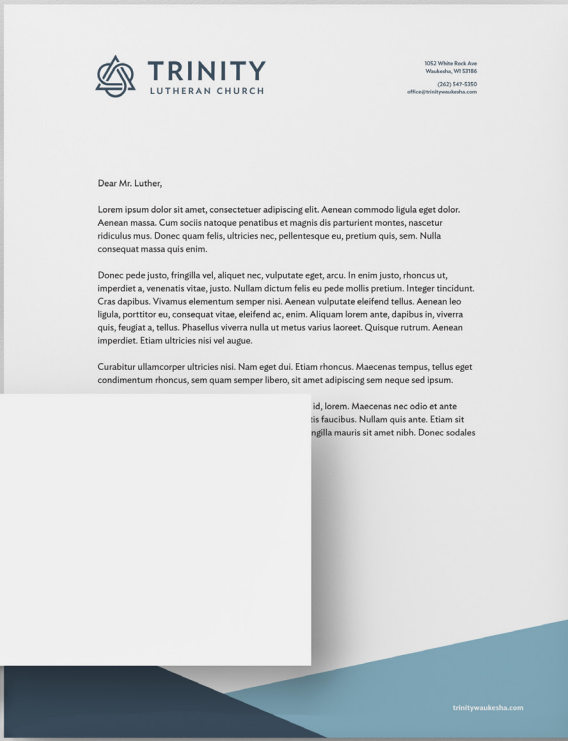 TRINITY
LUTHERAN CHURCH
1052 White Rock Ave
Waukesha, WI 53186
(262) 547-5350
office@trinitywaukesha.com
Dear Mr. Luther,
Lorem ipsum dolor sit amet, consectetuer adipiscing elit. Aenean commodo ligula eget dolor.
Aenean massa. Cum sociis natoque penatibus et magnis dis parturient montes, nascetur
ridiculus mus. Donec quam felis, ultricies nec, pellentesque eu, pretium quis, sem. Nulla
consequat massa quis enim.
Donec pede justo, fringilla vel, aliquet nec, vulputate eget, arcu. In enim justo, rhoncus ut,
imperdiet a, venenatis vitae, justo. Nullam dictum felis eu pede mollis pretium. Integer tincidunt.
Cras dapibus. Vivamus elementum semper nisi. Aenean vulputate eleifend tellus. Aenean leo
ligula, porttitor eu, consequat vitae, eleifend ac, enim. Aliquam lorem ante, dapibus in, viverra
quis, feugiat a, tellus. Phasellus viverra nulla ut metus varius laoreet. Quisque rutrum. Aenean
imperdiet. Etiam ultricies nisi vel augue.
Curabitur ullamcorper ultricies nisi. Nam eget dui. Etiam rhoncus. Maecenas tempus, tellus eget
condimentum rhoncus, sem quam semper libero, sit amet adipiscing sem neque sed ipsum.
id, lorem. Maecenas nec odio et ante
tis faucibus. Nullam quis ante. Etiam sit
ngilla mauris sit amet nibh. Donec sodales
trinitywaukesha.com